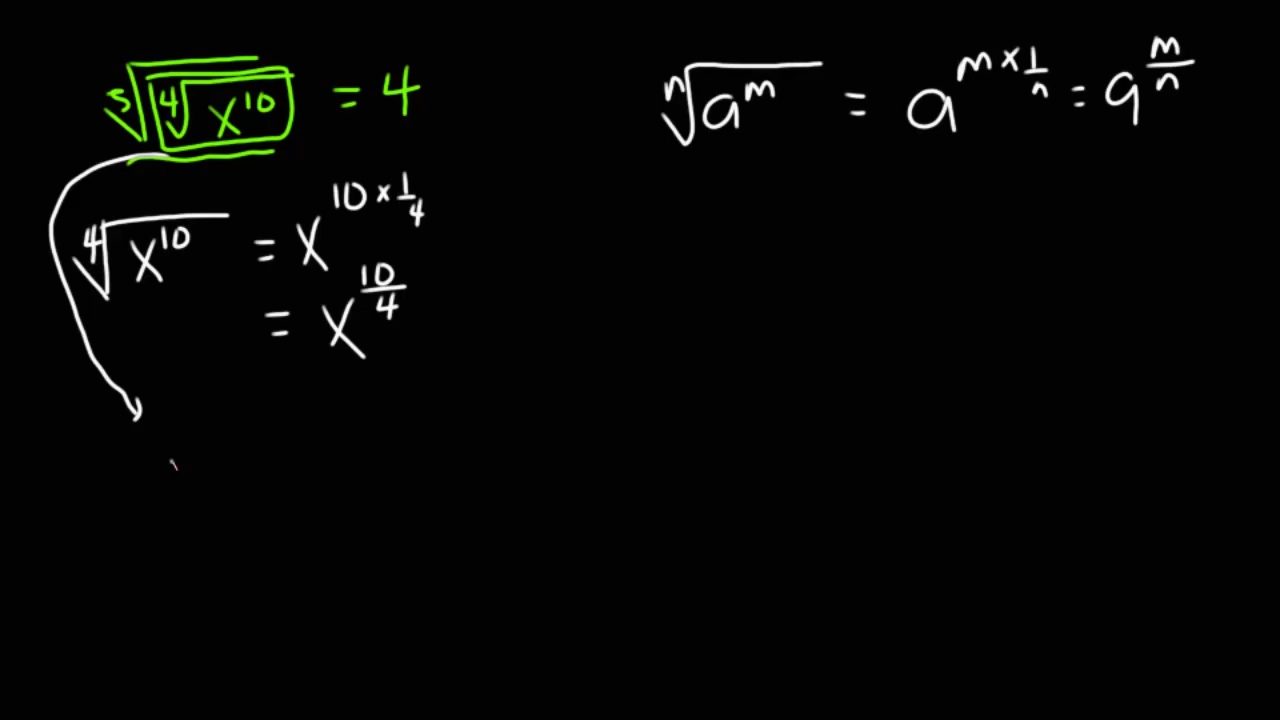 ⁵√(⁴√(x¹⁰)) = 4
ⁿ√(aᵐ) = a^(m × 1/n) = a^(m/n)
⁴√(x¹⁰) = x^(10 × 1/4)
= x^(10/4)